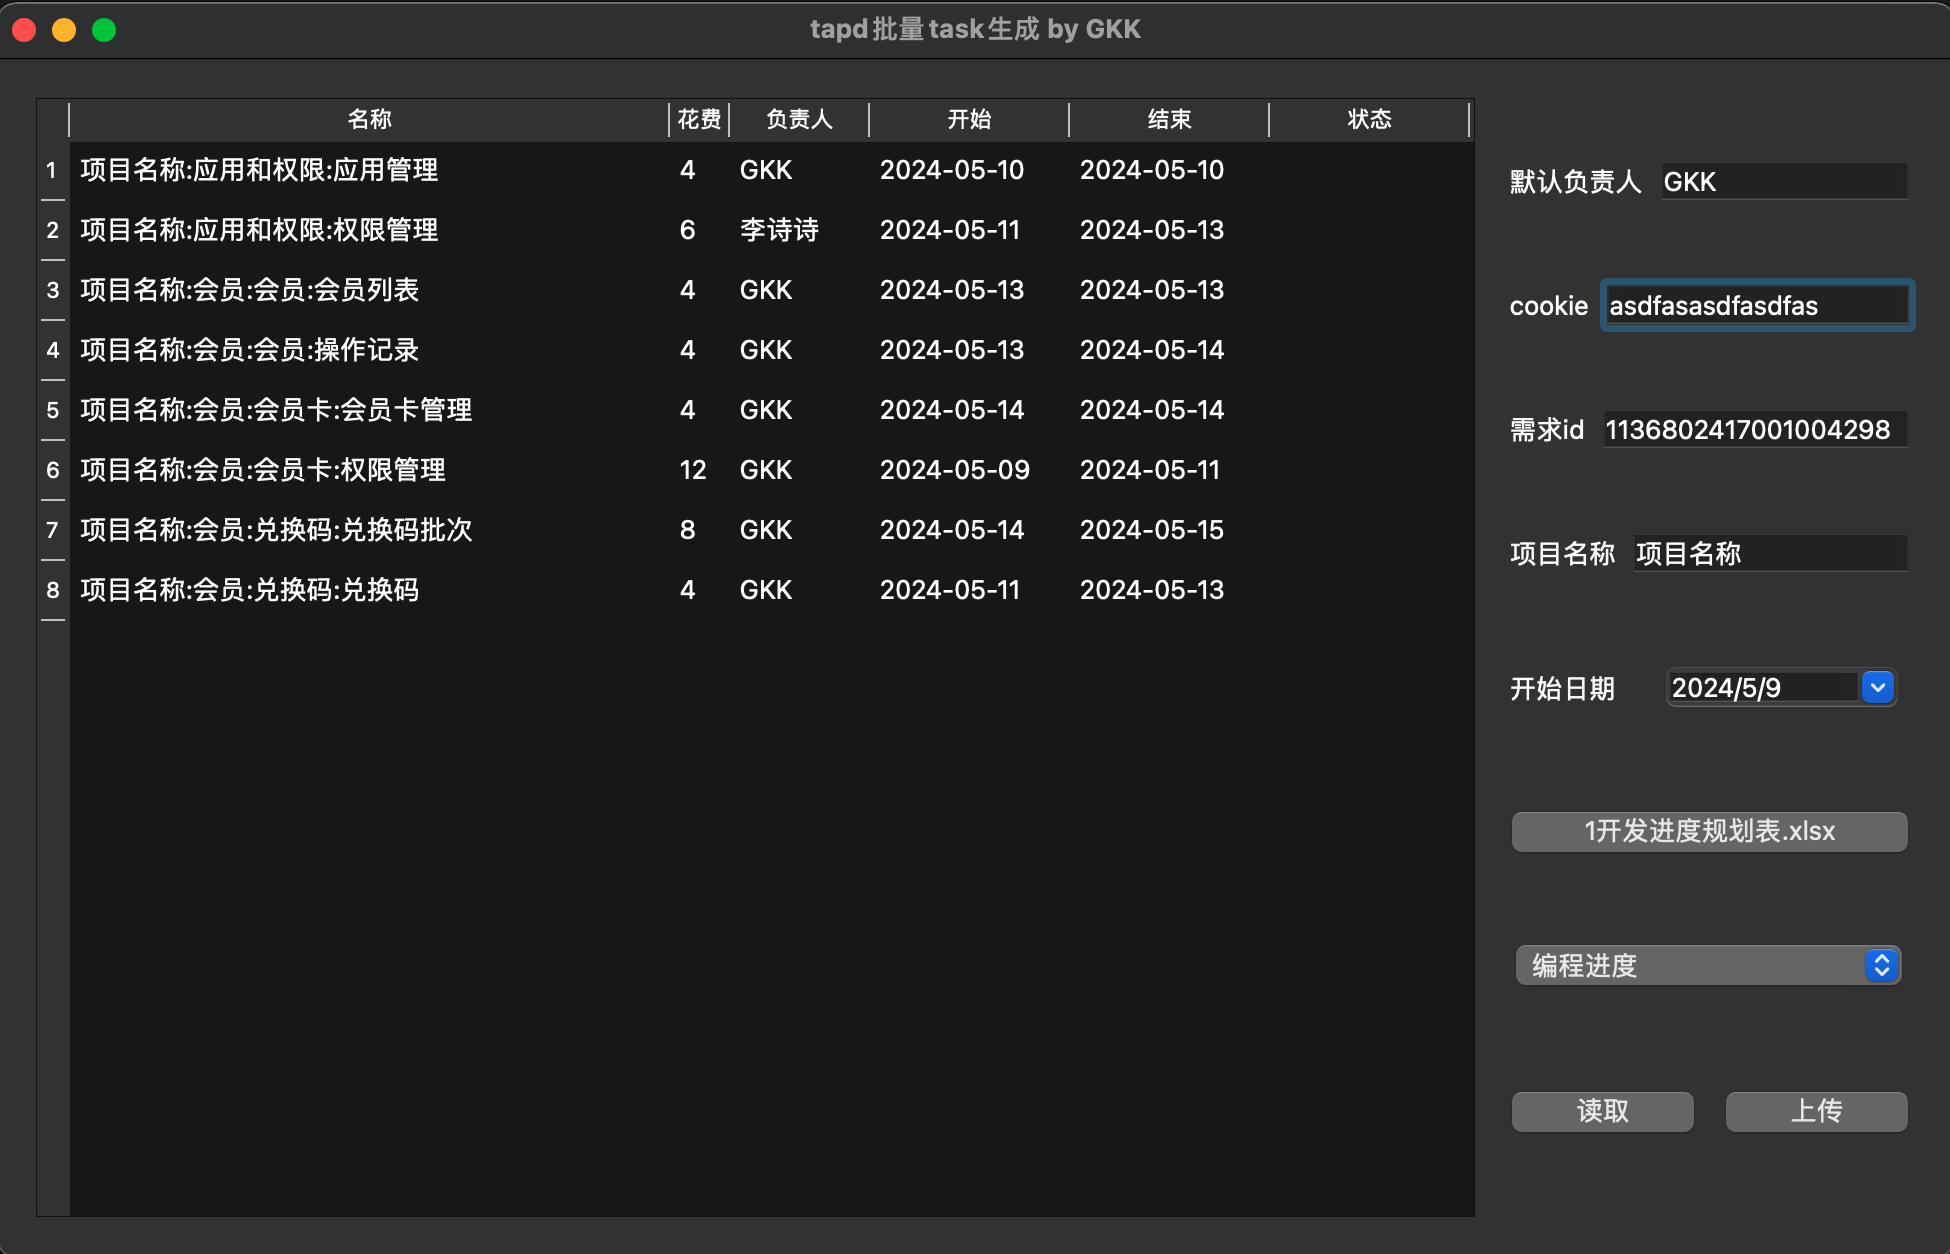 tapd批量task生成 by GKK
名称 花费 负责人 开始 结束 状态
1 项目名称:应用和权限:应用管理 4 GKK 2024-05-10 2024-05-10
2 项目名称:应用和权限:权限管理 6 李诗诗 2024-05-11 2024-05-13
3 项目名称:会员:会员:会员列表 4 GKK 2024-05-13 2024-05-13
4 项目名称:会员:会员:操作记录 4 GKK 2024-05-13 2024-05-14
5 项目名称:会员:会员卡:会员卡管理 4 GKK 2024-05-14 2024-05-14
6 项目名称:会员:会员卡:权限管理 12 GKK 2024-05-09 2024-05-11
7 项目名称:会员:兑换码:兑换码批次 8 GKK 2024-05-14 2024-05-15
8 项目名称:会员:兑换码:兑换码 4 GKK 2024-05-11 2024-05-13
默认负责人 GKK
cookie asdfasasdfasdfas
需求id 1136802417001004298
项目名称 项目名称
开始日期 2024/5/9
1开发进度规划表.xlsx
编程进度
读取 上传